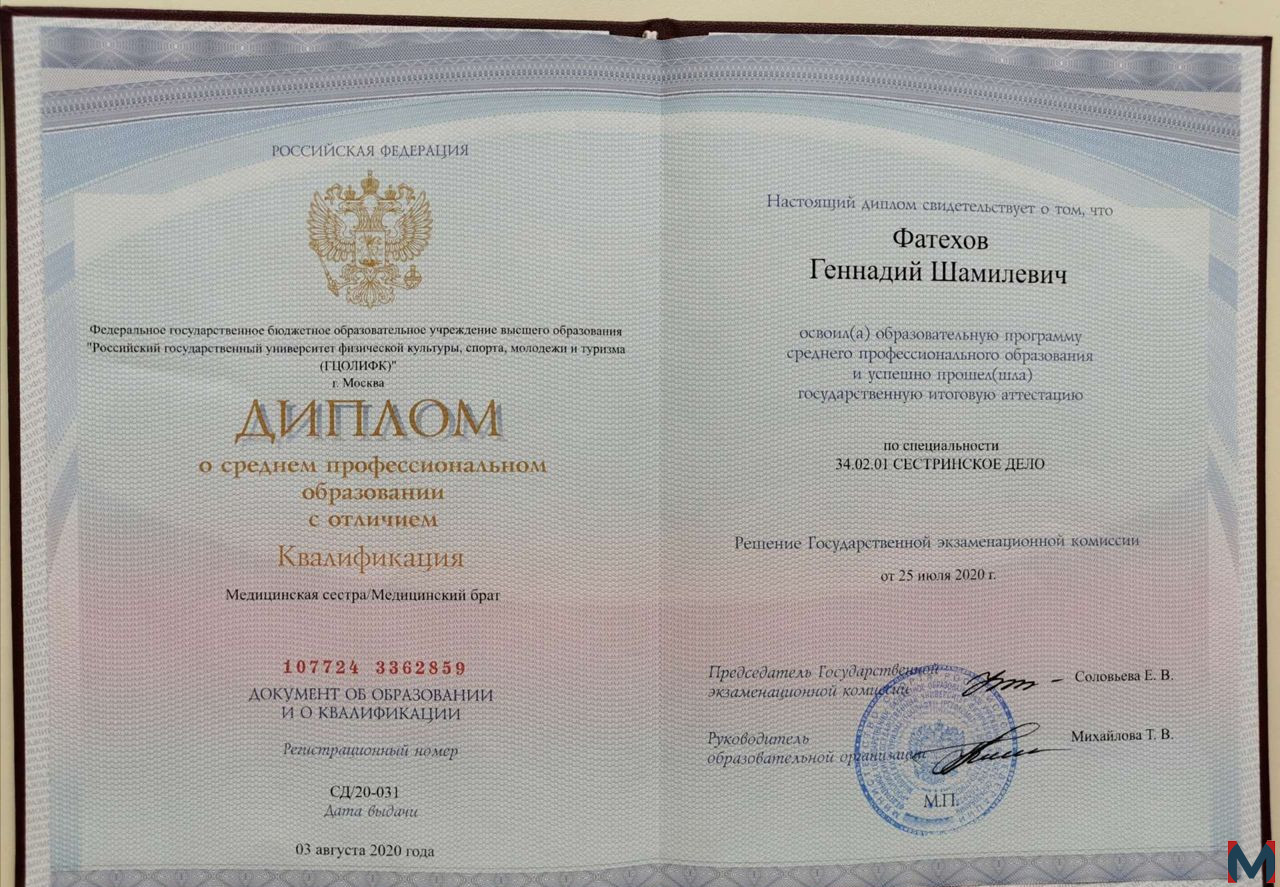 РОССИЙСКАЯ ФЕДЕРАЦИЯ
Федеральное государственное бюджетное образовательное учреждение высшего образования
"Российский государственный университет физической культуры, спорта, молодежи и туризма
(ГЦОЛИФК)"
г. Москва
ДИПЛОМ
о среднем профессиональном
образовании
с отличием
Квалификация
Медицинская сестра/Медицинский брат
107724 3362859
ДОКУМЕНТ ОБ ОБРАЗОВАНИИ
И О КВАЛИФИКАЦИИ
Регистрационный номер
СД/20-031
Дата выдачи
03 августа 2020 года
Настоящий диплом свидетельствует о том, что
Фатехов
Геннадий Шамилевич
освоил(а) образовательную программу
среднего профессионального образования
и успешно прошел(шла)
государственную итоговую аттестацию
по специальности
34.02.01 СЕСТРИНСКОЕ ДЕЛО
Решение Государственной экзаменационной комиссии
от 25 июля 2020 г.
Председатель Государственной
экзаменационной комиссии
Соловьева Е. В.
Руководитель
образовательной организации
Михайлова Т. В.
М.П.
M